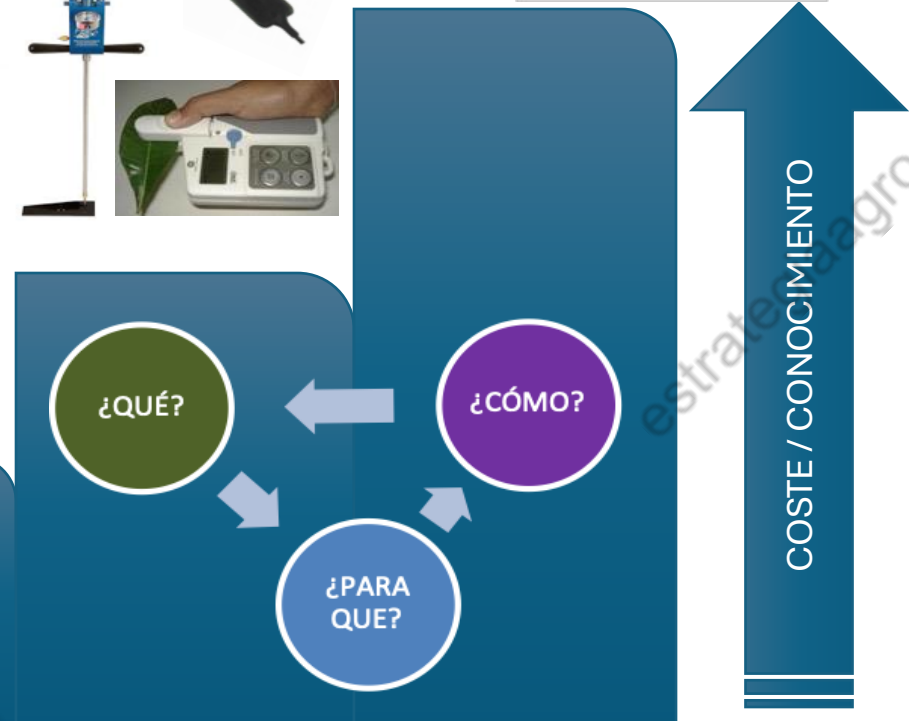 ¿QUÉ?
¿CÓMO?
¿PARA
QUE?
COSTE / CONOCIMIENTO